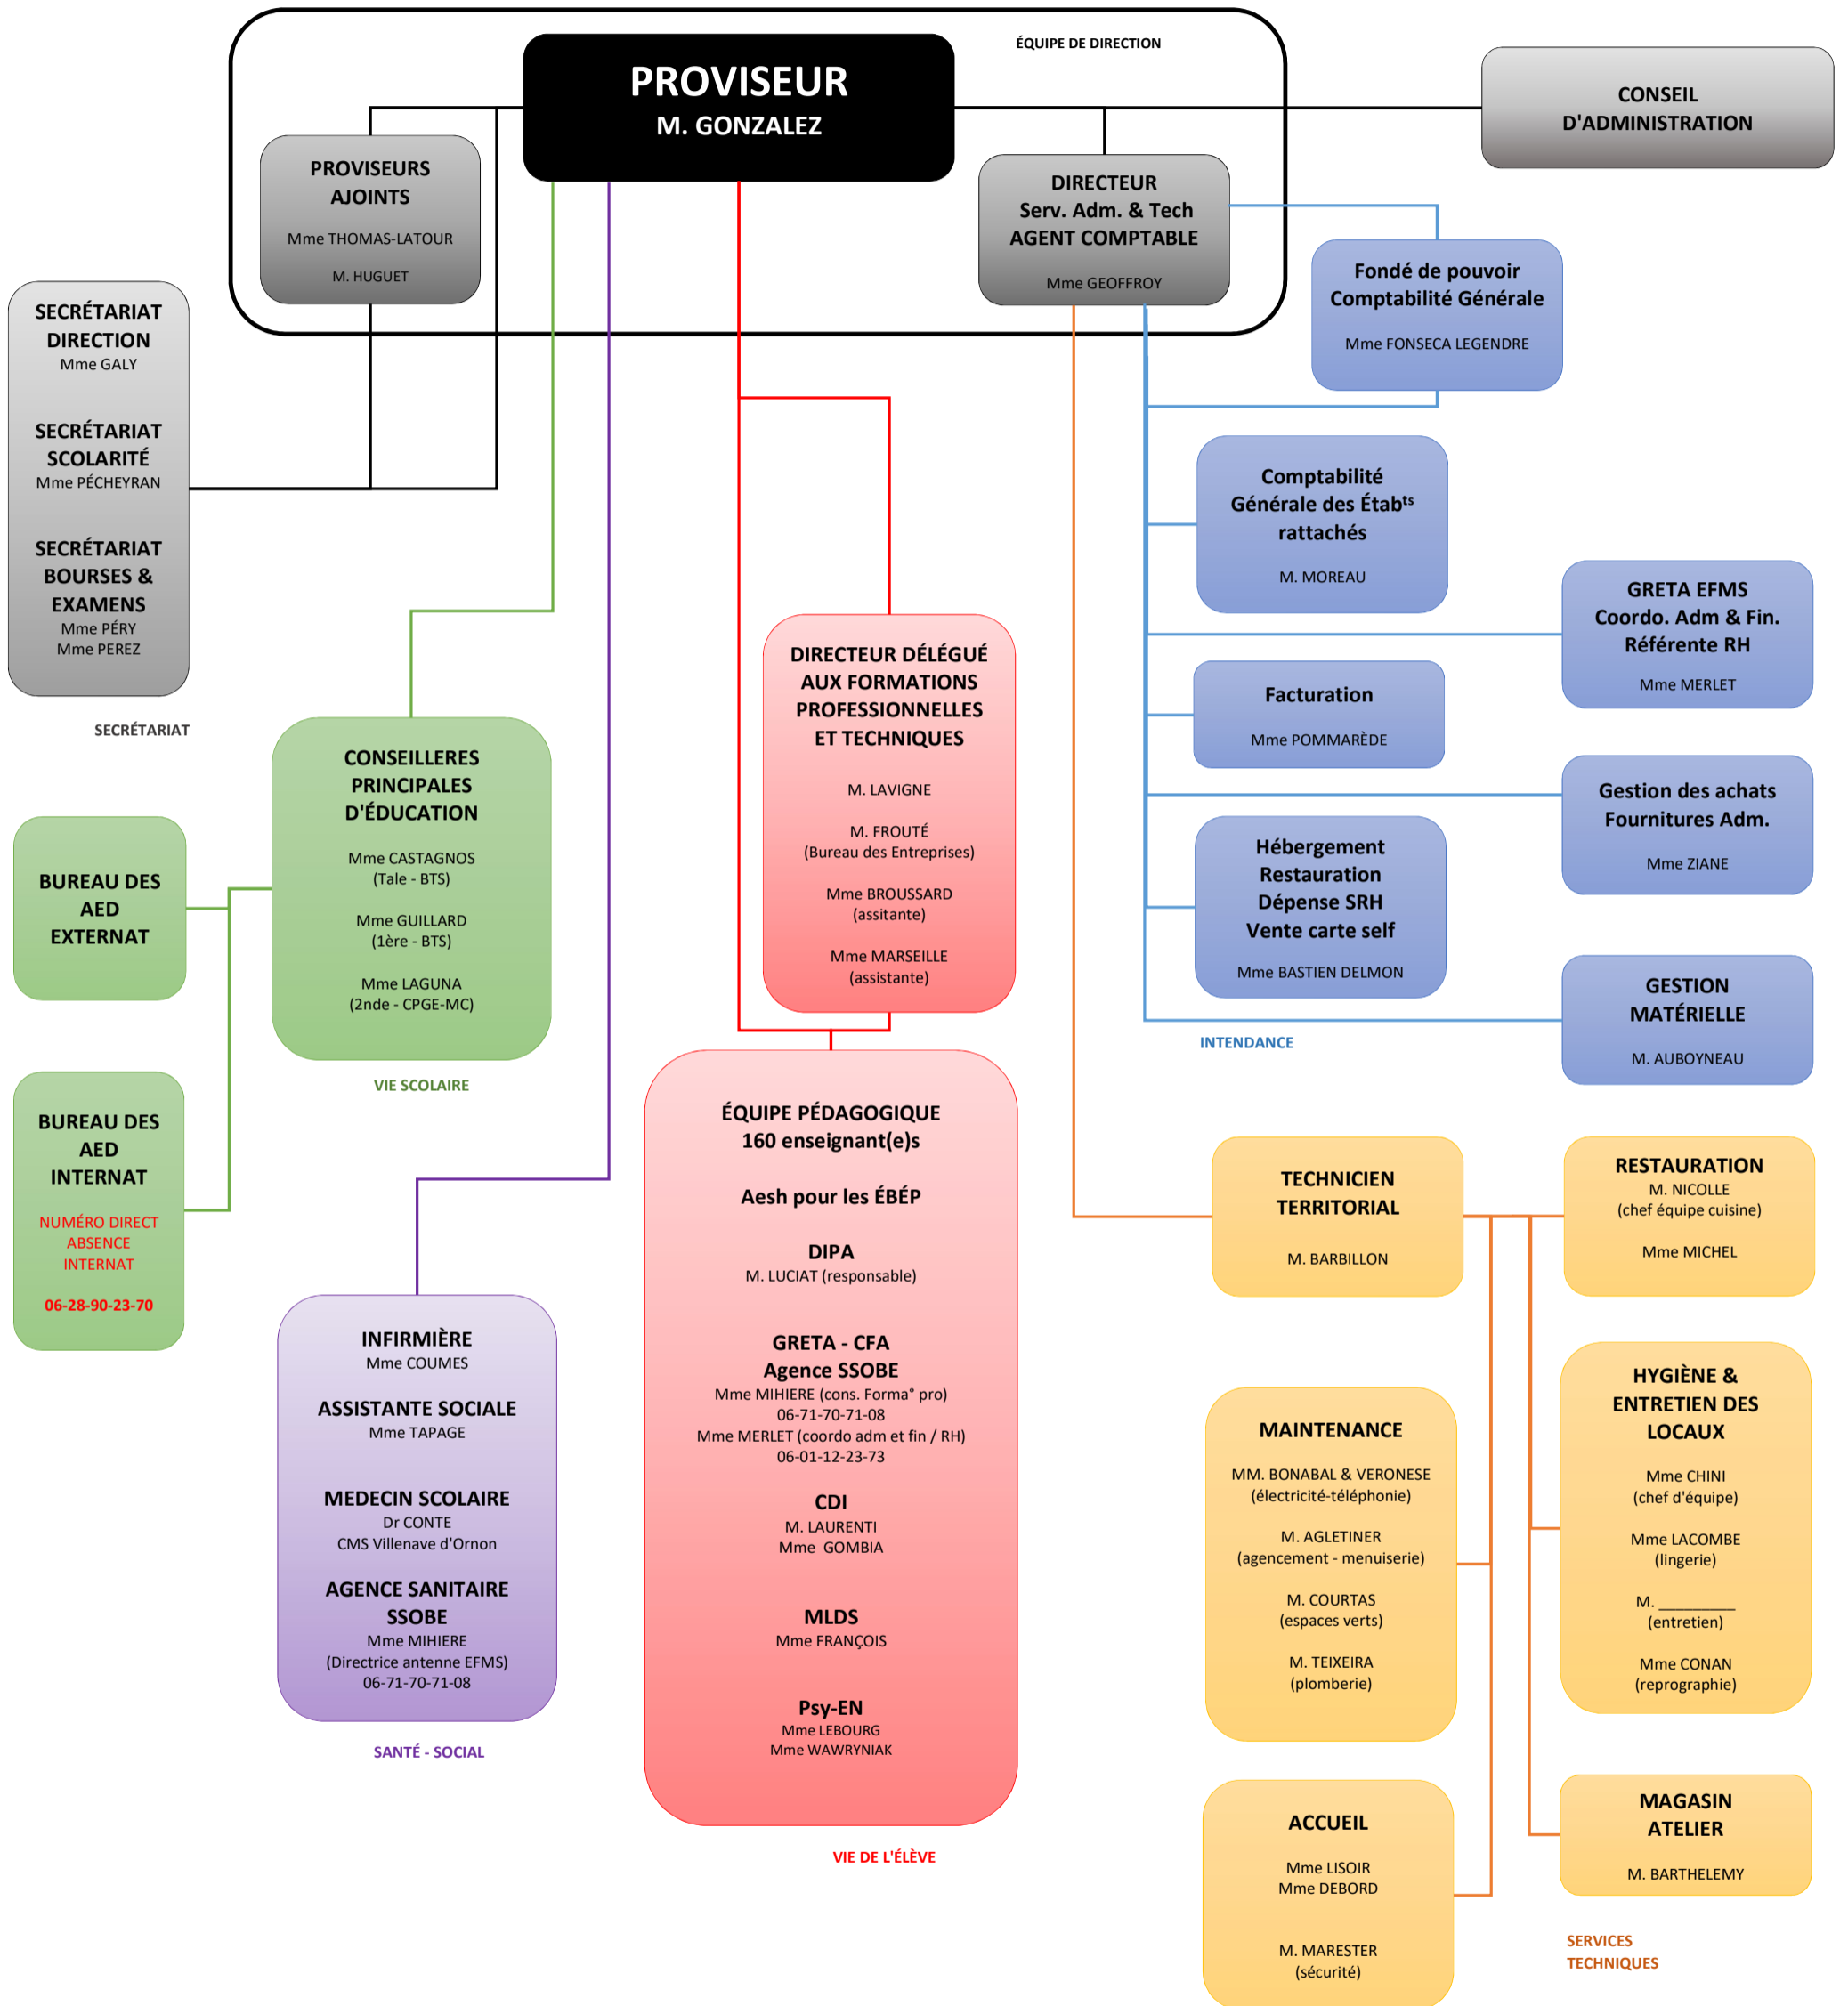 ÉQUIPE DE DIRECTION
PROVISEUR
M. GONZALEZ
CONSEIL
D'ADMINISTRATION
PROVISEURS
AJOINTS
Mme THOMAS-LATOUR
M. HUGUET
DIRECTEUR
Serv. Adm. & Tech
AGENT COMPTABLE
Mme GEOFFROY
Fondé de pouvoir
Comptabilité Générale
Mme FONSECA LEGENDRE
SECRÉTARIAT
DIRECTION
Mme GALY
SECRÉTARIAT
SCOLARITÉ
Mme PÉCHEYRAN
SECRÉTARIAT
BOURSES &
EXAMENS
Mme PÉRY
Mme PEREZ
SECRÉTARIAT
Comptabilité
Générale des Étabts
rattachés
M. MOREAU
GRETA EFMS
Coordo. Adm & Fin.
Référente RH
Mme MERLET
Facturation
Mme POMMARÈDE
Gestion des achats
Fournitures Adm.
Mme ZIANE
Hébergement
Restauration
Dépense SRH
Vente carte self
Mme BASTIEN DELMON
GESTION
MATÉRIELLE
M. AUBOYNEAU
INTENDANCE
DIRECTEUR DÉLÉGUÉ
AUX FORMATIONS
PROFESSIONNELLES
ET TECHNIQUES
M. LAVIGNE
M. FROUTÉ
(Bureau des Entreprises)
Mme BROUSSARD
(assitante)
Mme MARSEILLE
(assistante)
CONSEILLERES
PRINCIPALES
D'ÉDUCATION
Mme CASTAGNOS
(Tale - BTS)
Mme GUILLARD
(1ère - BTS)
Mme LAGUNA
(2nde - CPGE-MC)
VIE SCOLAIRE
BUREAU DES
AED
EXTERNAT
BUREAU DES
AED
INTERNAT
NUMÉRO DIRECT
ABSENCE
INTERNAT
06-28-90-23-70
INFIRMIÈRE
Mme COUMES
ASSISTANTE SOCIALE
Mme TAPAGE
MEDECIN SCOLAIRE
Dr CONTE
CMS Villenave d'Ornon
AGENCE SANITAIRE
SSOBE
Mme MIHIERE
(Directrice antenne EFMS)
06-71-70-71-08
SANTÉ - SOCIAL
ÉQUIPE PÉDAGOGIQUE
160 enseignant(e)s
Aesh pour les ÉBÉP
DIPA
M. LUCIAT (responsable)
GRETA - CFA
Agence SSOBE
Mme MIHIERE (cons. Forma° pro)
06-71-70-71-08
Mme MERLET (coordo adm et fin / RH)
06-01-12-23-73
CDI
M. LAURENTI
Mme GOMBIA
MLDS
Mme FRANÇOIS
Psy-EN
Mme LEBOURG
Mme WAWRYNIAK
VIE DE L'ÉLÈVE
TECHNICIEN
TERRITORIAL
M. BARBILLON
RESTAURATION
M. NICOLLE
(chef équipe cuisine)
Mme MICHEL
MAINTENANCE
MM. BONABAL & VERONESE
(électricité-téléphonie)
M. AGLETINER
(agencement - menuiserie)
M. COURTAS
(espaces verts)
M. TEIXEIRA
(plomberie)
HYGIÈNE &
ENTRETIEN DES
LOCAUX
Mme CHINI
(chef d'équipe)
Mme LACOMBE
(lingerie)
M. _________
(entretien)
Mme CONAN
(reprographie)
ACCUEIL
Mme LISOIR
Mme DEBORD
M. MARESTER
(sécurité)
MAGASIN
ATELIER
M. BARTHELEMY
SERVICES
TECHNIQUES